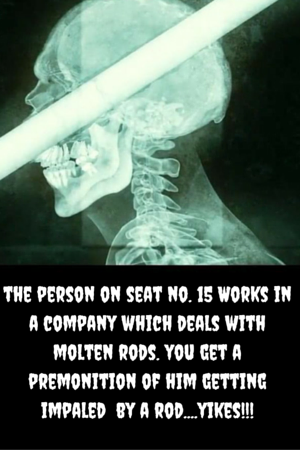 THE PERSON ON SEAT NO. 15 WORKS IN
A COMPANY WHICH DEALS WITH
MOLTEN RODS. YOU GET A
PREMONITION OF HIM GETTING
IMPALED BY A ROD....YIKES!!!